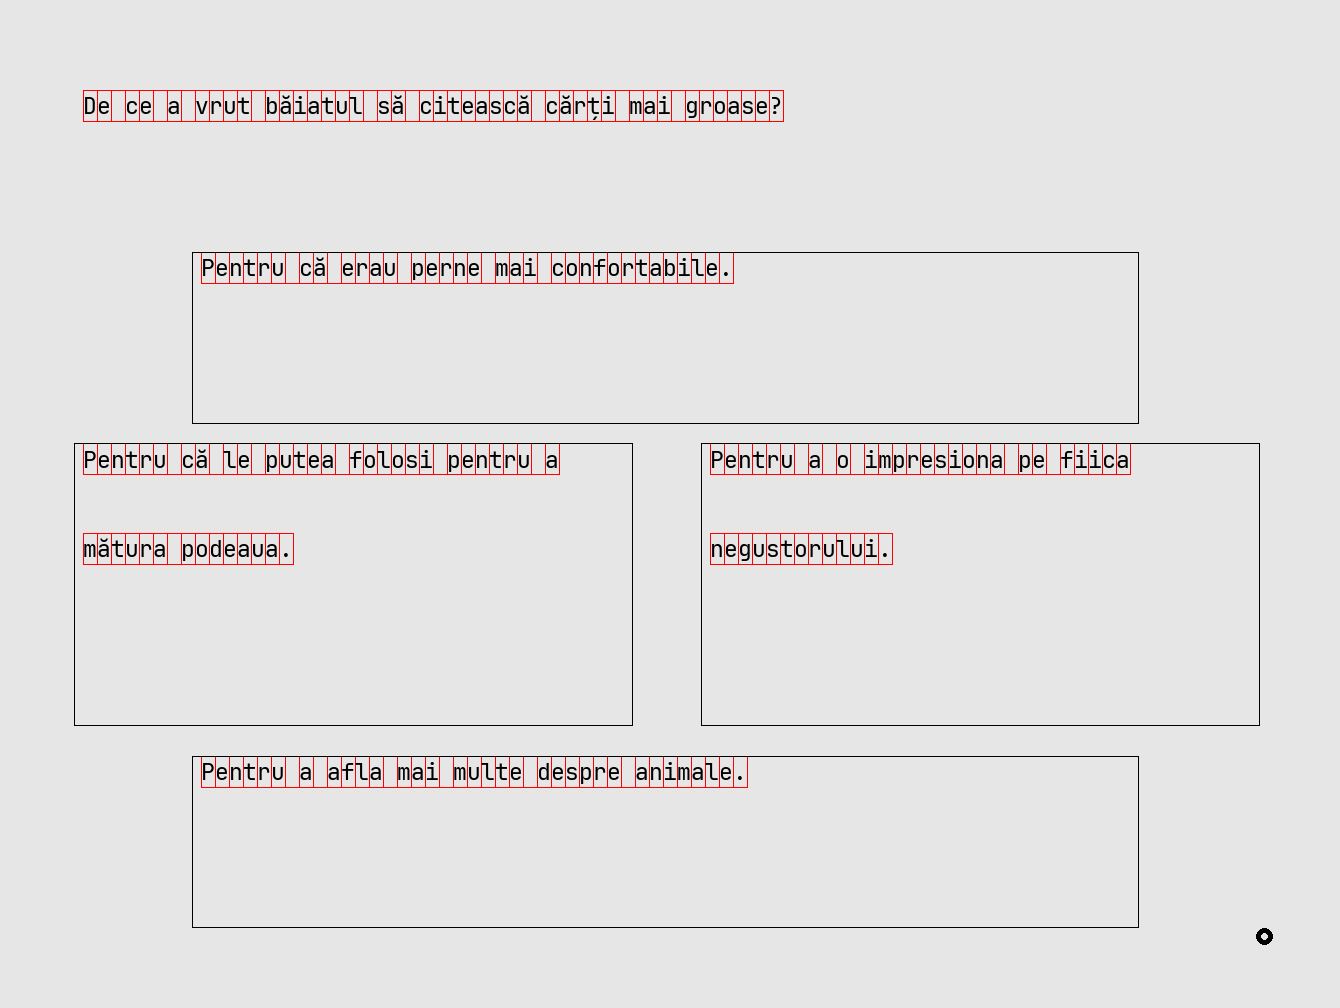 De ce a vrut băiatul să citească cărți mai groase?
Pentru că erau perne mai confortabile.
Pentru că le putea folosi pentru a
mătura podeaua.
Pentru a o impresiona pe fiica
negustorului.
Pentru a afla mai multe despre animale.